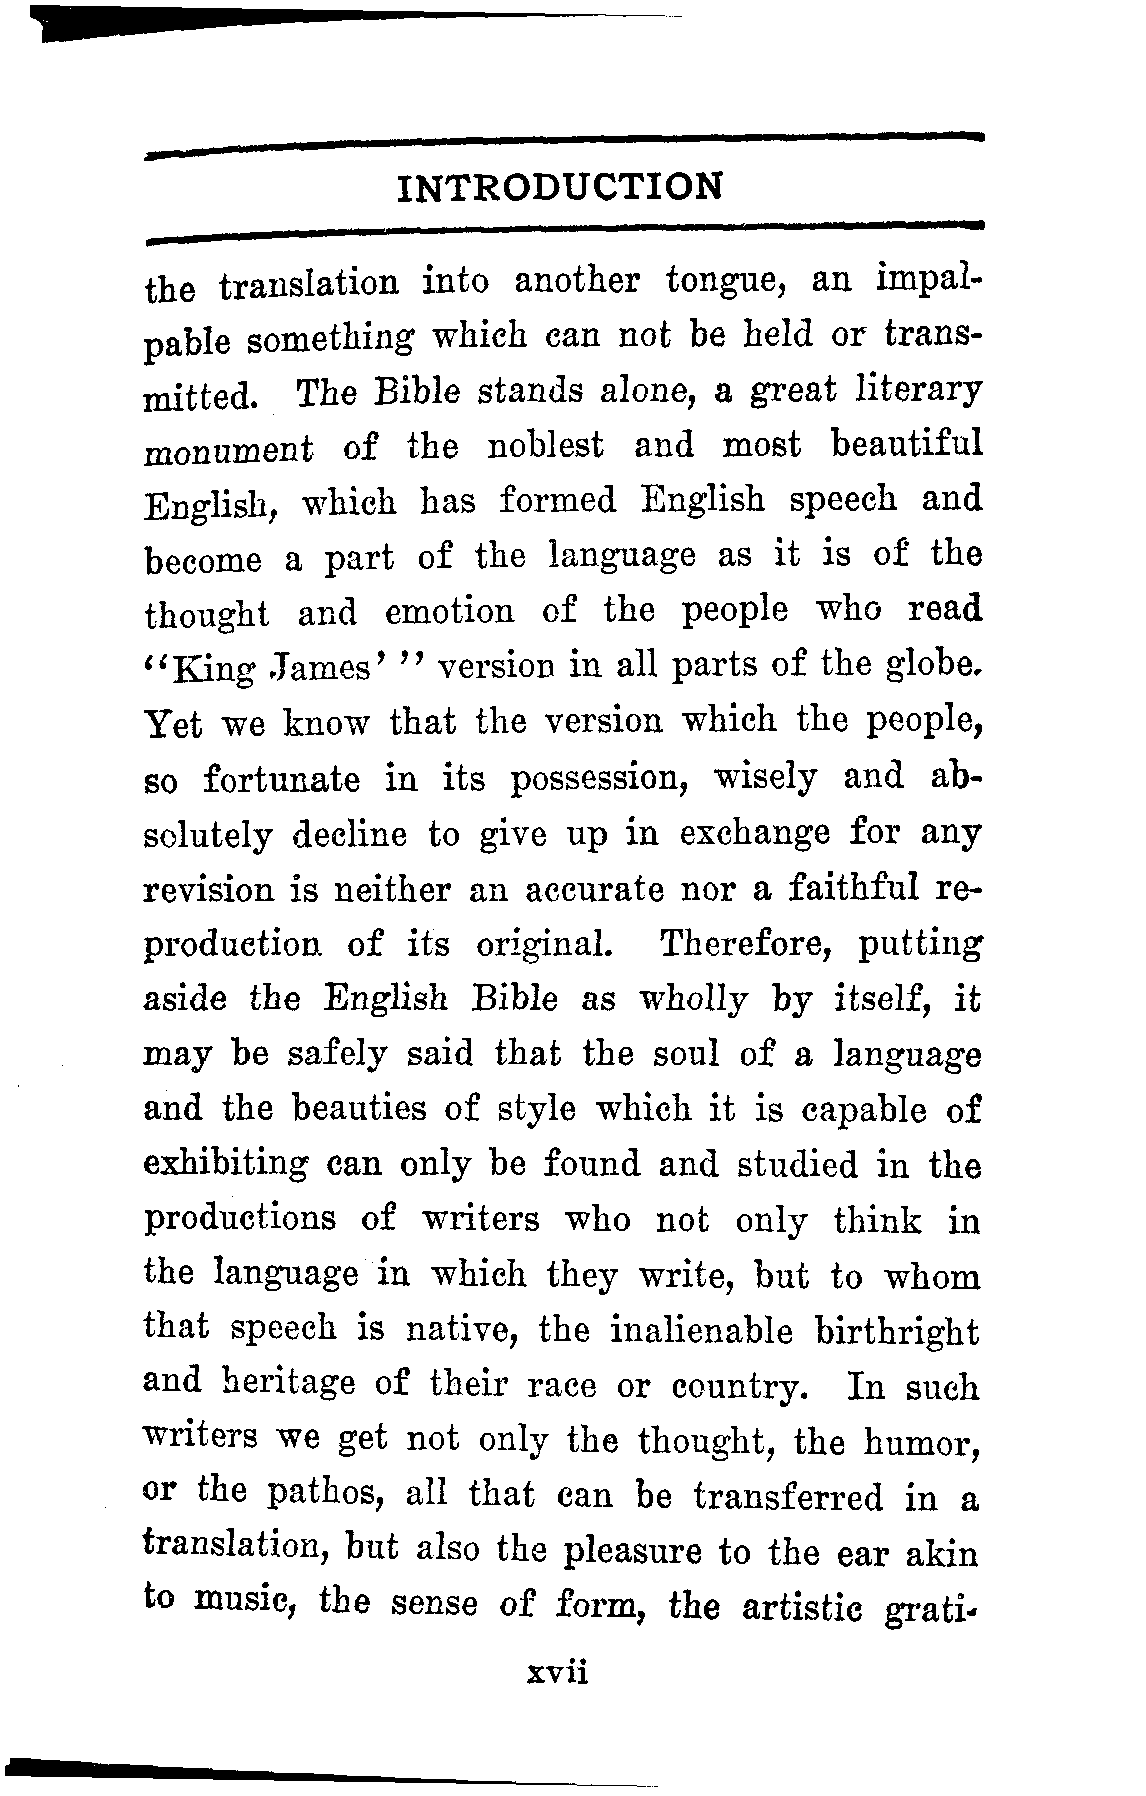 INTRODUCTION
the translation into another tongue, an impal-
pable something which can not be held or trans-
mitted. The Bible stands alone, a great literary
monument of the noblest and most beautiful
English, which has formed English speech and
become a part of the language as it is of the
thought and emotion of the people who read
"King James' " version in all parts of the globe.
Yet we know that the version which the people,
so fortunate in its possession, wisely and ab-
solutely decline to give up in exchange for any
revision is neither an accurate nor a faithful re-
production of its original. Therefore, putting
aside the English Bible as wholly by itself, it
may be safely said that the soul of a language
and the beauties of style which it is capable of
exhibiting can only be found and studied in the
productions of writers who not only think in
the language in which they write, but to whom
that speech is native, the inalienable birthright
and heritage of their race or country. In such
writers we get not only the thought, the humor,
or the pathos, all that can be transferred in a
translation, but also the pleasure to the ear akin
to music, the sense of form, the artistic grati-
xvii